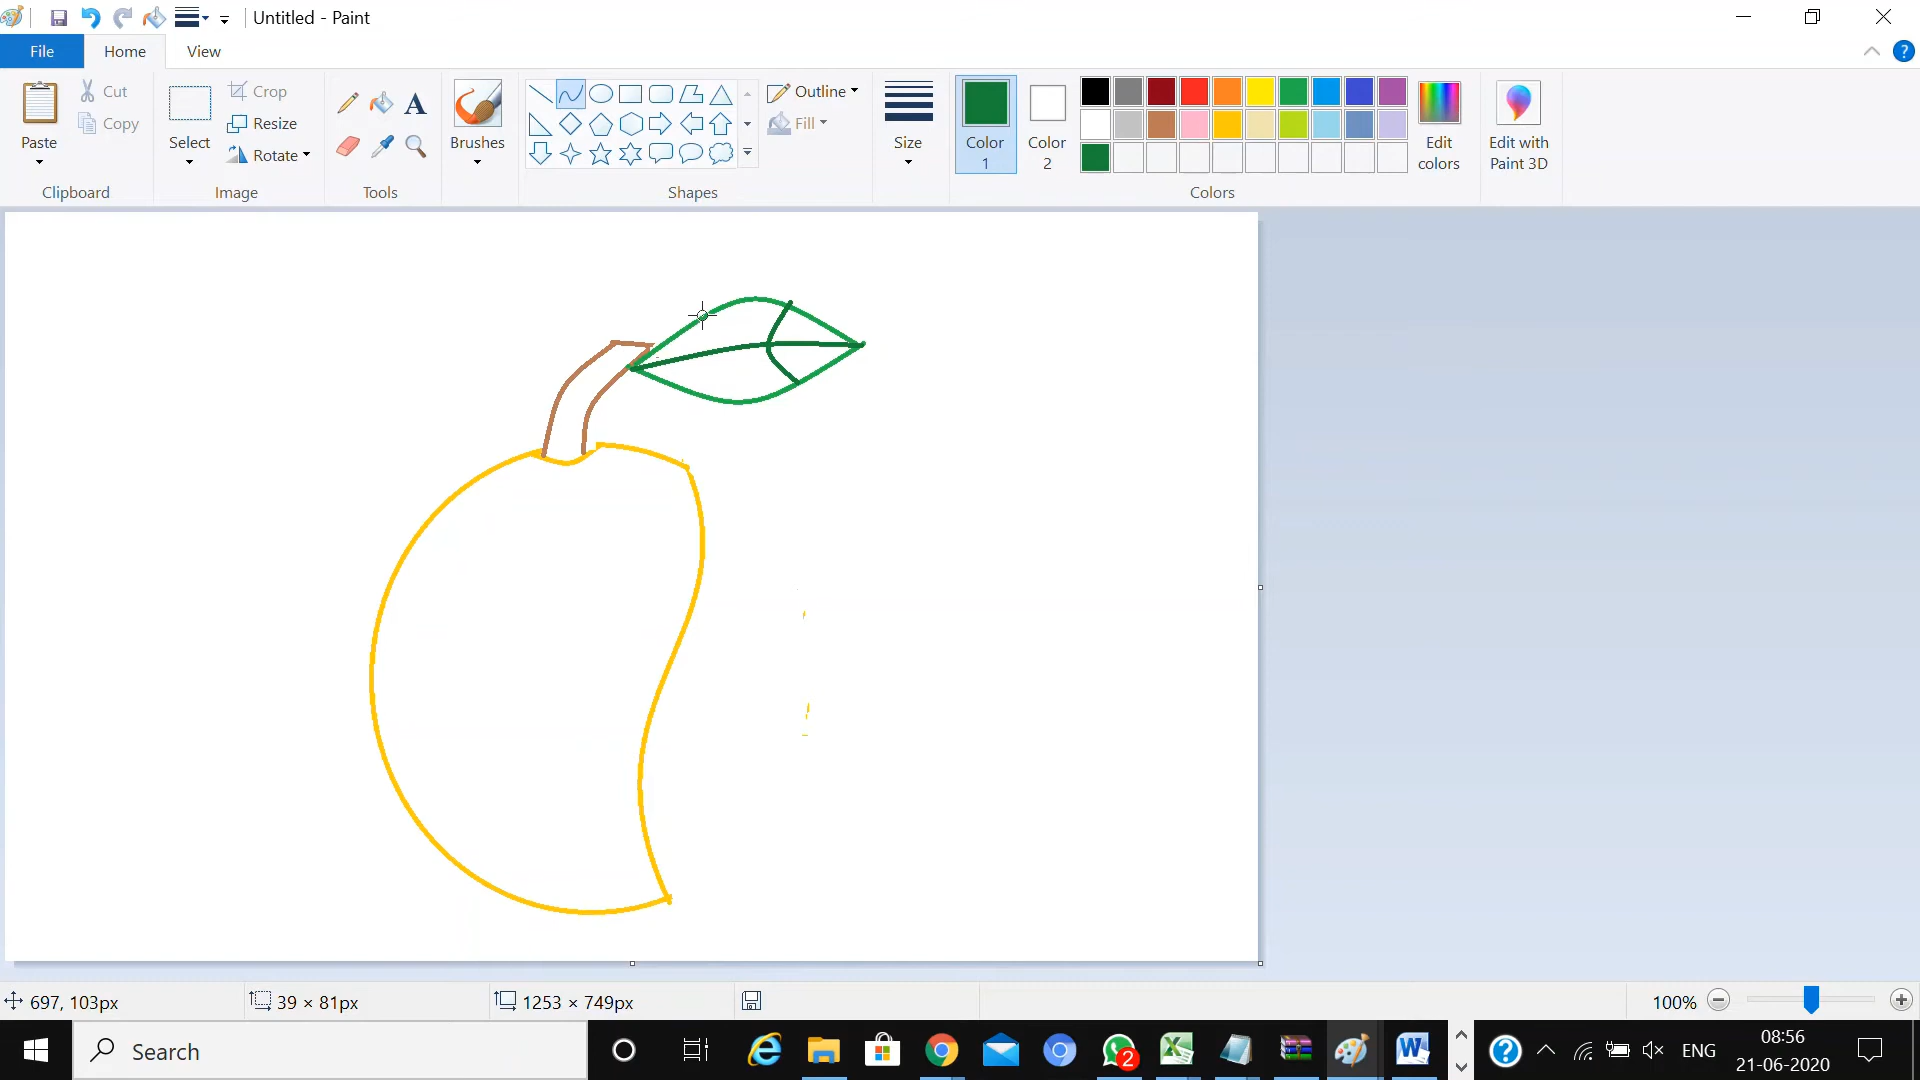 Untitled - Paint
File Home View
Paste
Cut
Copy
Clipboard
Select
Crop
Resize
Rotate
Image
A
Tools
Brushes
Shapes
Outline
Fill
Size
Color 1
Color 2
Colors
Edit colors
Edit with Paint 3D
697, 103px
39 × 81px
1253 × 749px
100%
Search
2
ENG
08:56
21-06-2020